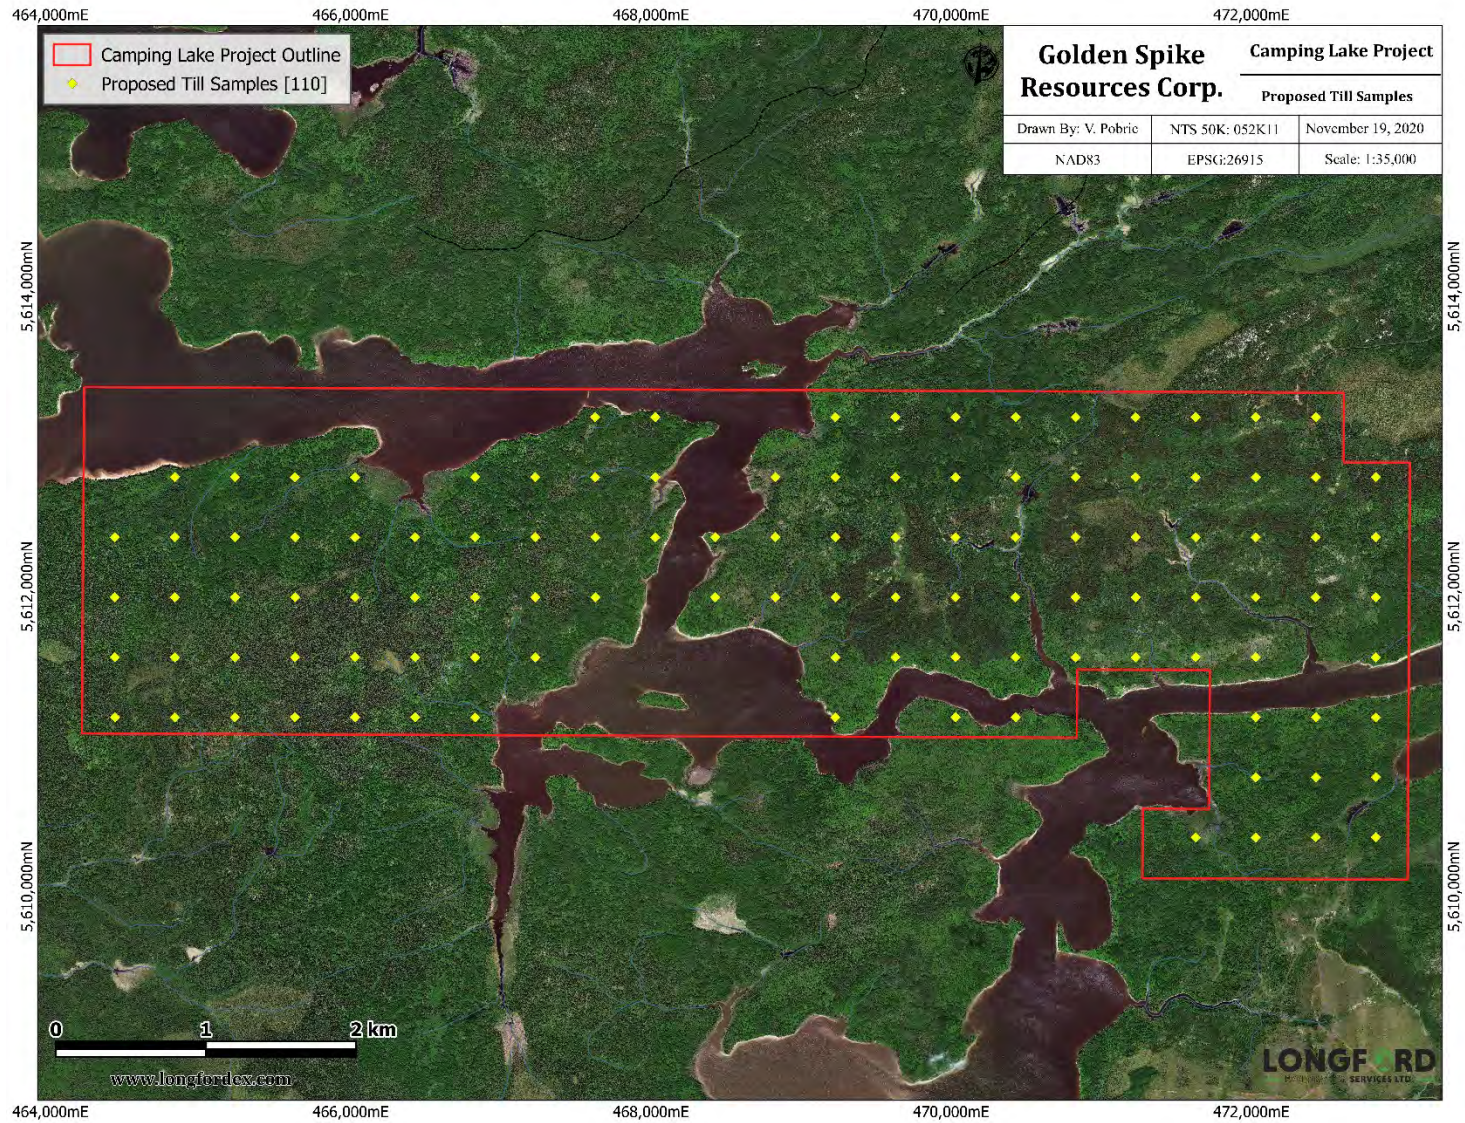 464,000mE 466,000mE 468,000mE 470,000mE 472,000mE
Camping Lake Project Outline
Proposed Till Samples [110]
Golden Spike
Resources Corp.
Camping Lake Project
Proposed Till Samples
Drawn By: V. Pobric NTS 50K: 052K11 November 19, 2020
NAD83 EPSG:26915 Scale: 1:35,000
5,614,000mN 5,614,000mN
5,612,000mN 5,612,000mN
5,610,000mN 5,610,000mN
0 1 2 km
www.longfordex.com
LONGFORD
SERVICES LTD.
464,000mE 466,000mE 468,000mE 470,000mE 472,000mE